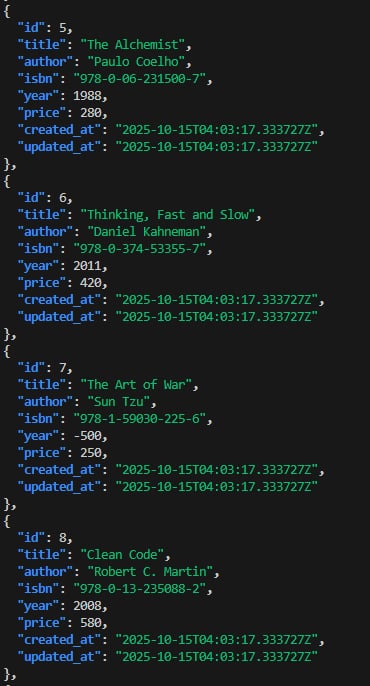 {
  "id": 5,
  "title": "The Alchemist",
  "author": "Paulo Coelho",
  "isbn": "978-0-06-231500-7",
  "year": 1988,
  "price": 280,
  "created_at": "2025-10-15T04:03:17.333727Z",
  "updated_at": "2025-10-15T04:03:17.333727Z"
},
{
  "id": 6,
  "title": "Thinking, Fast and Slow",
  "author": "Daniel Kahneman",
  "isbn": "978-0-374-53355-7",
  "year": 2011,
  "price": 420,
  "created_at": "2025-10-15T04:03:17.333727Z",
  "updated_at": "2025-10-15T04:03:17.333727Z"
},
{
  "id": 7,
  "title": "The Art of War",
  "author": "Sun Tzu",
  "isbn": "978-1-59030-225-6",
  "year": -500,
  "price": 250,
  "created_at": "2025-10-15T04:03:17.333727Z",
  "updated_at": "2025-10-15T04:03:17.333727Z"
},
{
  "id": 8,
  "title": "Clean Code",
  "author": "Robert C. Martin",
  "isbn": "978-0-13-235088-2",
  "year": 2008,
  "price": 580,
  "created_at": "2025-10-15T04:03:17.333727Z",
  "updated_at": "2025-10-15T04:03:17.333727Z"
},